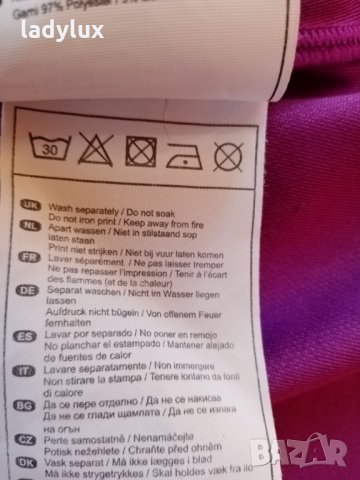 ladylux
Garni 97% Polyester
30
UK Wash separately / Do not soak
Do not iron print / Keep away from fire
NL Apart wassen / Niet in stilstaand sop
laten staan
Print niet strijken / Niet bij vuur laten komen
FR Laver séparément / Ne pas laisser tremper
Ne pas repasser l'impression / Tenir à l'écart
des flammes (et de la chaleur)
DE Separat waschen / Nicht im Wasser liegen
lassen
Aufdruck nicht bügeln / Von offenem Feuer
fernhalten
ES Lavar por separado / No poner en remojo
No planchar el estampado / Mantener alejado
de fuentes de calor
IT Lavare separatamente / Non immergere
Non stirare la stampa / Tenere lontano da fonti
di calore
BG Да се пере отделно / Да не се накисва
Да не се глади щампата / Да не се излага
на огън
CZ Perte samostatně / Nenamáčejte
Potisk nežehlete / Chraňte před ohněm
DK Vask separat / Må ikke lægges i blød
Må ikke strygetrykkes / Skal holdes væk fra ild
BAZAR